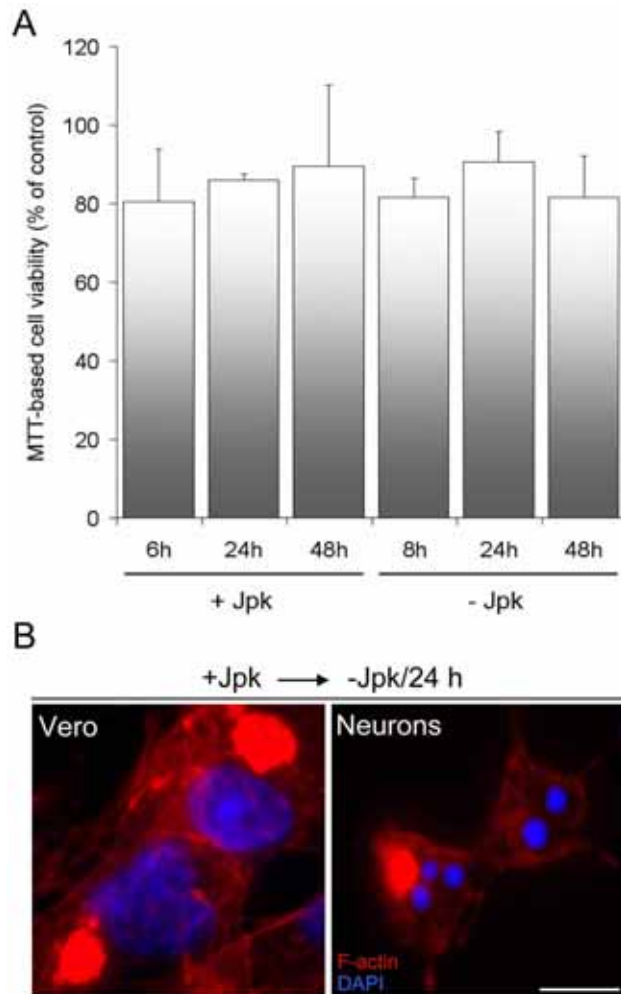 A
MTT-based cell viability (% of control)
120
100
80
60
40
20
0
6h 24h 48h 8h 24h 48h
+ Jpk - Jpk
B
+Jpk → -Jpk/24 h
Vero Neurons
F-actin
DAPI